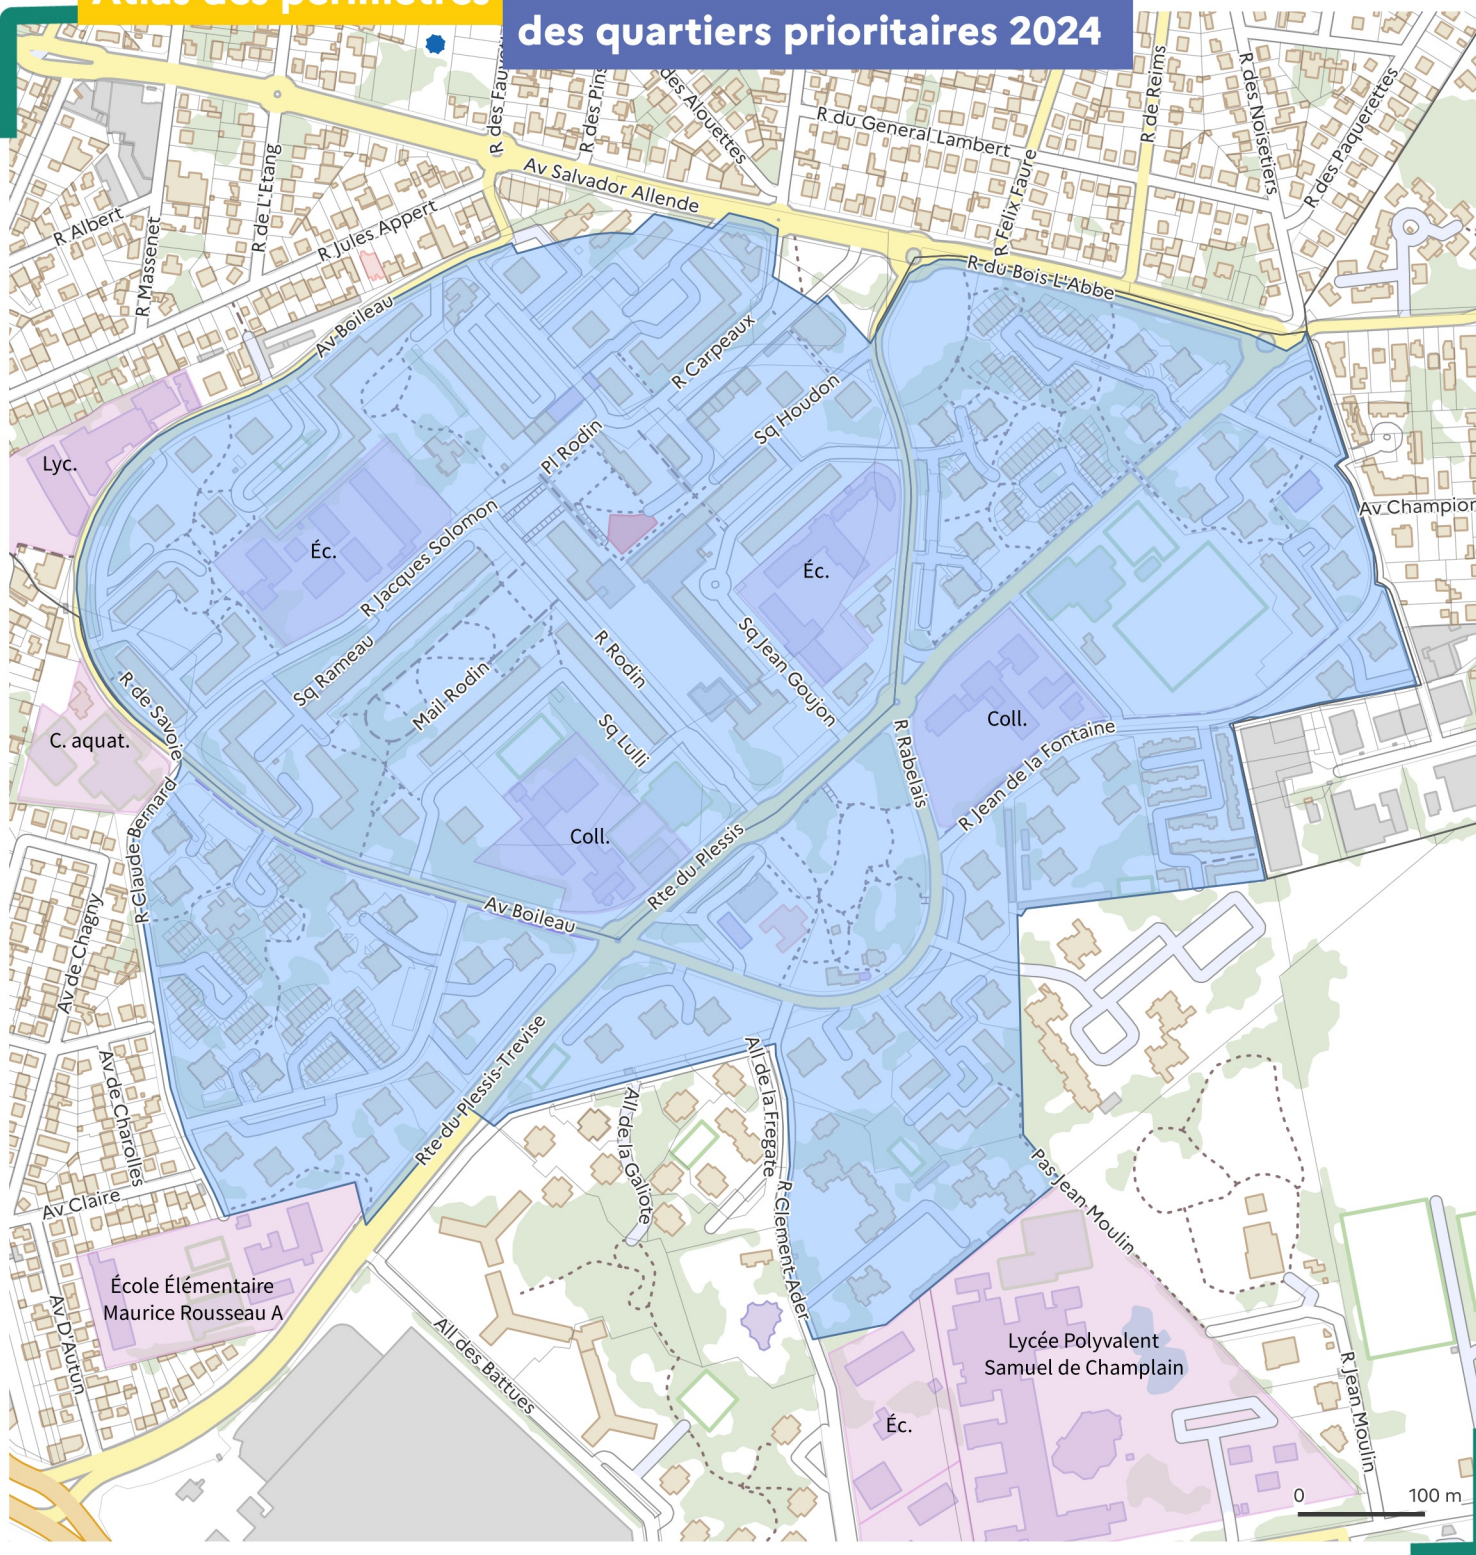 Atlas des périmètres
des quartiers prioritaires 2024
R des Pins
des Alouettes
R de Reims
R des Noisetiers
R des Paquerettes
R du General Lambert
Av Salvador Allende
R Felix Faure
R de L'Etang
R Albert
R Massenet
R Jules Appert
R du Bois L'Abbe
Av Boileau
R Carpeaux
Sq Houdon
Pl Rodin
Lyc.
Av Champion
R Jacques Solomon
Éc.
Éc.
Sq Rameau
Mail Rodin
R Rodin
Sq Jean Goujon
R de Savoie
Sq Lulli
C. aquat.
Coll.
R Rabelais
R Jean de la Fontaine
Coll.
Rte du Plessis
R Claude Bernard
Av Boileau
Av de Chagny
Rte du Plessis-Trevise
Av de Charolles
All de la Fregate
All de la Galiote
Av Claire
R Clement Ader
Pas Jean Moulin
École Élémentaire
Maurice Rousseau A
Av D'Autun
All des Battues
Lycée Polyvalent
Samuel de Champlain
R Jean Moulin
Éc.
0 100 m